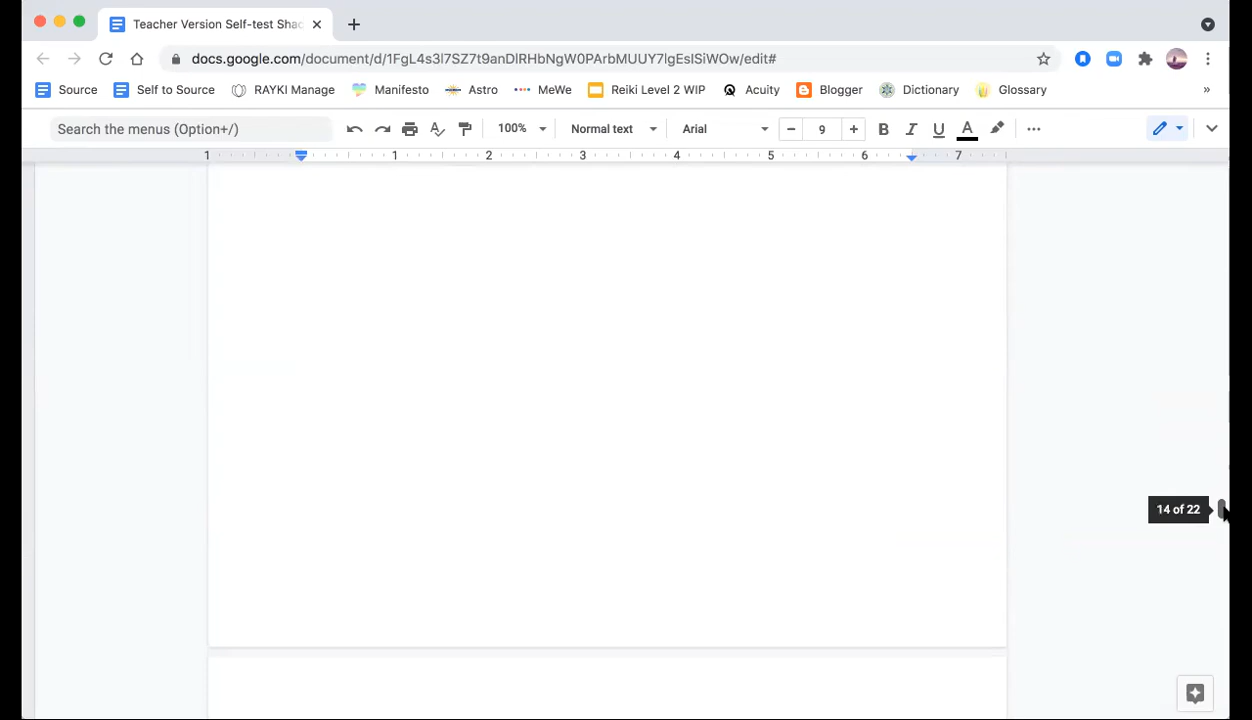 Teacher Version Self-test Shad
docs.google.com/document/d/1FgL4s3l7SZ7t9anDlRHbNgW0PArbMUUY7lgEslSiWOw/edit#
Source Self to Source RAYKI Manage Manifesto Astro MeWe Reiki Level 2 WIP Acuity Blogger Dictionary Glossary »
Search the menus (Option+/) 100% Normal text Arial 9 B I U A
1 1 2 3 4 5 6 7
14 of 22